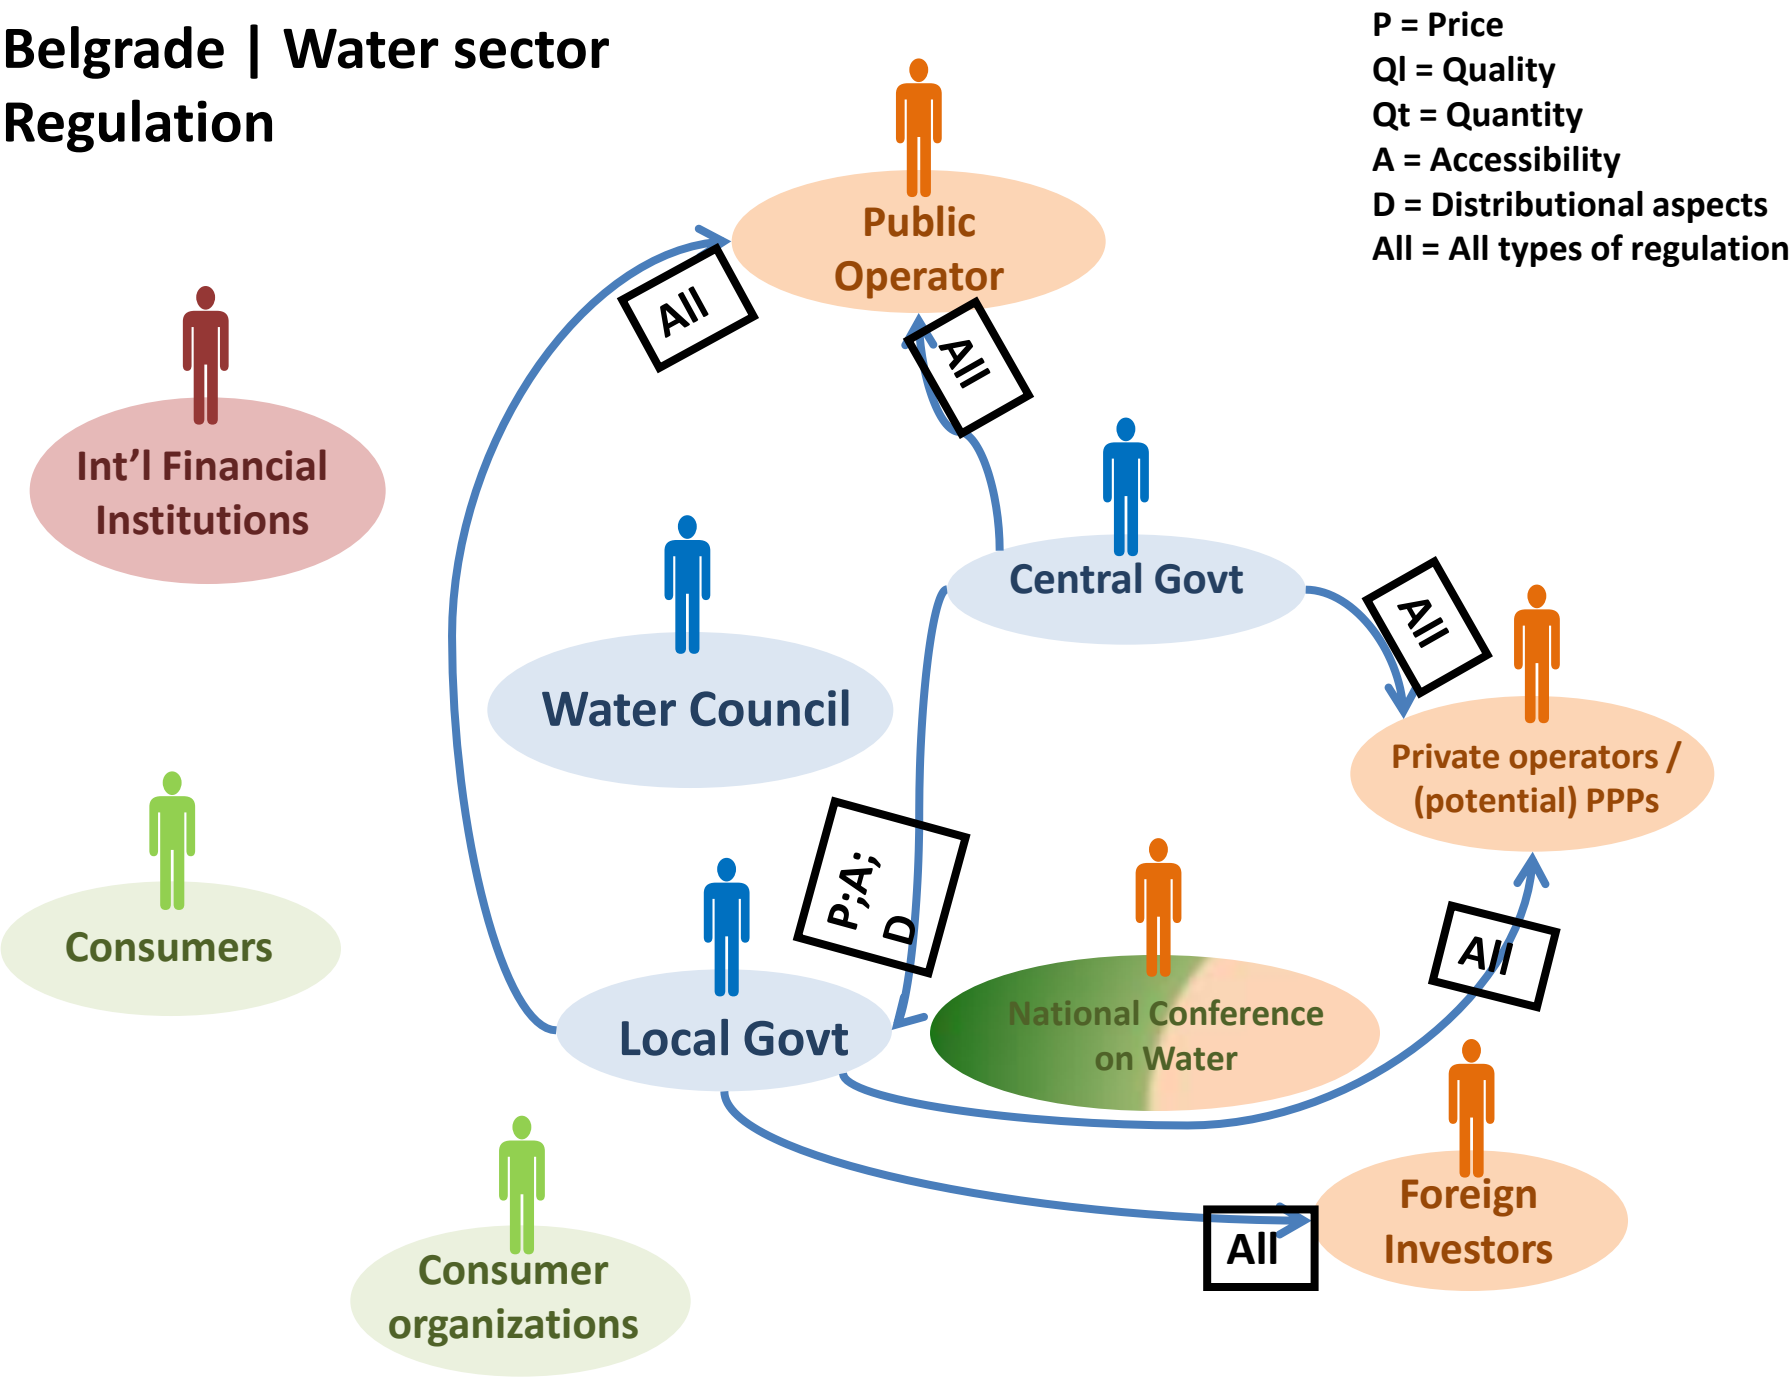 Belgrade | Water sector
Regulation
P = Price
Ql = Quality
Qt = Quantity
A = Accessibility
D = Distributional aspects
All = All types of regulation
Public
Operator
All
All
Int’l Financial
Institutions
Central Govt
All
Water Council
Private operators /
(potential) PPPs
P;A;
D
Consumers
All
Local Govt
National Conference
on Water
Foreign
Investors
All
Consumer
organizations